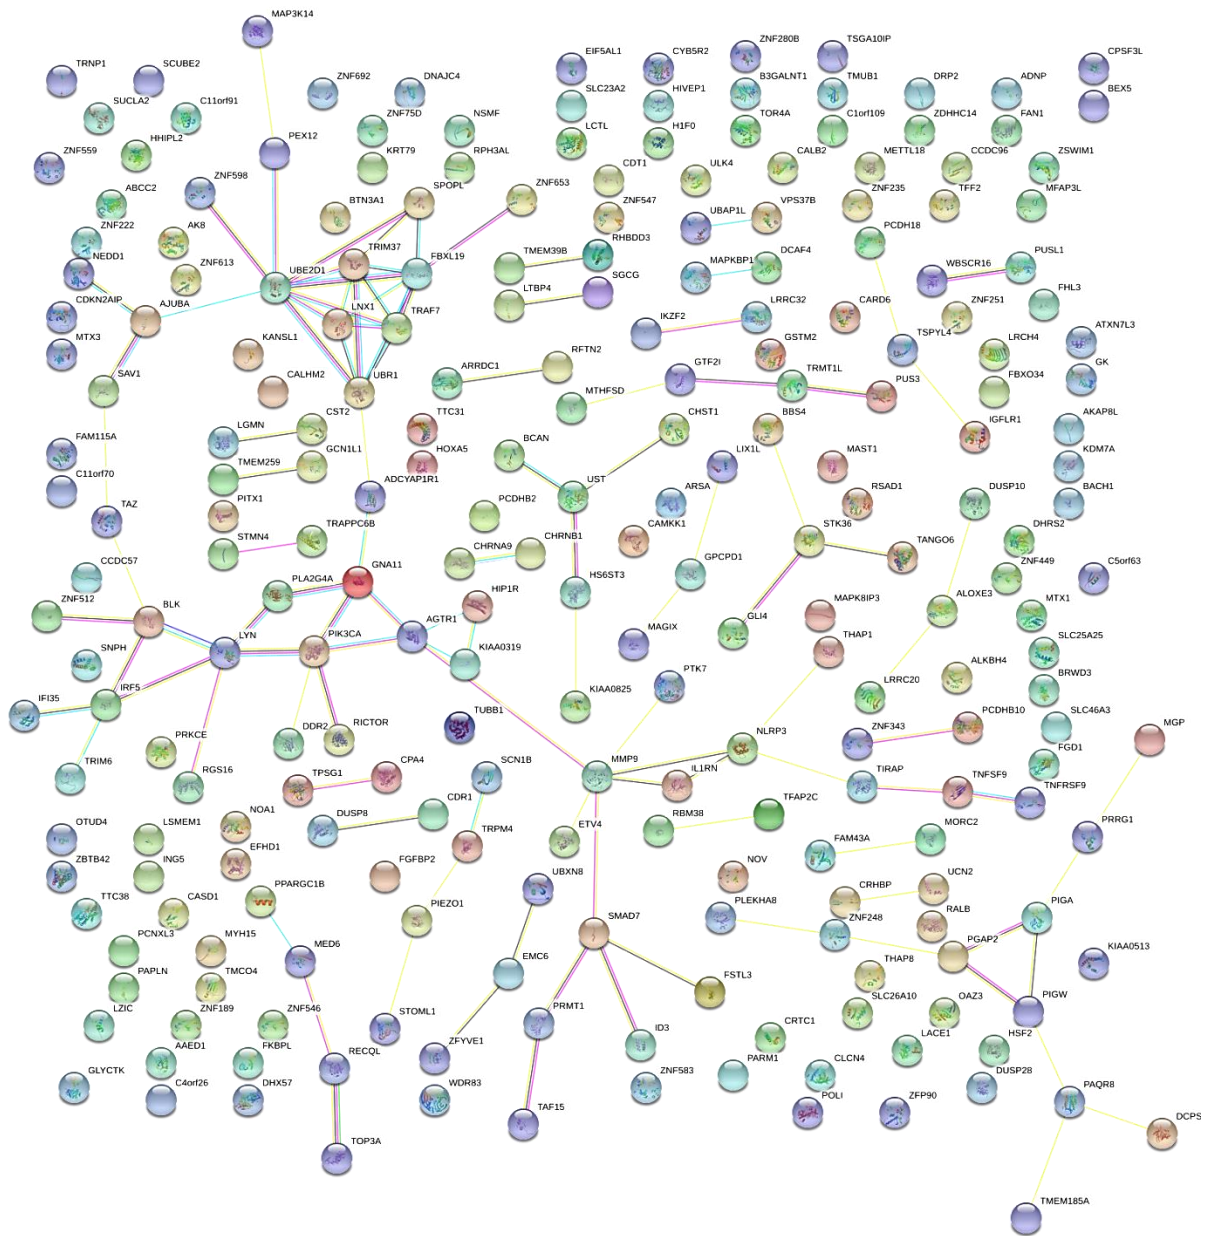 MAP3K14
TRNP1
SCUBE2
ZNF692
DNAJC4
EIF5AL1
CYB5R2
ZNF280B
TSGA10IP
CPSF3L
SUCLA2
C11orf91
ZNF75D
NSMF
SLC23A2
HIVEP1
B3GALNT1
TMUB1
DRP2
ADNP
BEX5
HHIPL2
LCTL
H1F0
TOR4A
C1orf109
ZDHHC14
FAN1
ZNF559
PEX12
KRT79
RPH3AL
CDT1
ULK4
CALB2
METTL18
CCDC96
ZSWIM1
ABCC2
ZNF598
SPOPL
ZNF653
ZNF547
UBAP1L
VPS37B
ZNF235
TFF2
MFAP3L
ZNF222
AK8
BTN3A1
TRIM37
FBXL19
TMEM39B
RHBDD3
MAPKBP1
DCAF4
PCDH18
NEDD1
ZNF613
UBE2D1
LTBP4
SGCG
WBSCR16
PUSL1
CDKN2AIP
AJUBA
LNX1
TRAF7
IKZF2
LRRC32
CARD6
ZNF251
FHL3
MTX3
KANSL1
GSTM2
TSPYL4
LRCH4
ATXN7L3
SAV1
CALHM2
UBR1
ARRDC1
RFTN2
MTHFSD
GTF2I
TRMT1L
PUS3
FBXO34
GK
FAM115A
LGMN
CST2
TTC31
BCAN
CHST1
BBS4
IGFLR1
AKAP8L
C11orf70
TMEM259
GCN1L1
HOXA5
LIX1L
MAST1
KDM7A
TAZ
PITX1
ADCYAP1R1
PCDHB2
UST
ARSA
RSAD1
DUSP10
BACH1
STMN4
TRAPPC6B
CAMKK1
STK36
TANGO6
DHRS2
CCDC57
CHRNA9
CHRNB1
GPCPD1
ZNF449
C5orf63
ZNF512
BLK
PLA2G4A
GNA11
HIP1R
HS6ST3
MAGIX
GLI4
MAPK8IP3
ALOXE3
MTX1
SNPH
LYN
PIK3CA
AGTR1
KIAA0319
THAP1
SLC25A25
IFI35
IRF5
KIAA0825
PTK7
LRRC20
ALKBH4
BRWD3
PRKCE
DDR2
RICTOR
TUBB1
NLRP3
ZNF343
PCDHB10
SLC46A3
MGP
TRIM6
RGS16
TPSG1
CPA4
SCN1B
MMP9
IL1RN
TIRAP
TNFSF9
FGD1
TNFRSF9
OTUD4
LSMEM1
NOA1
DUSP8
CDR1
TRPM4
ETV4
RBM38
TFAP2C
FAM43A
MORC2
PRRG1
ZBTB42
ING5
EFHD1
FGFBP2
UBXN8
NOV
CRHBP
UCN2
TTC38
CASD1
PPARGC1B
PIEZO1
PLEKHA8
ZNF248
RALB
PIGA
PCNXL3
MYH15
MED6
SMAD7
PGAP2
KIAA0513
PAPLN
TMCO4
EMC6
FSTL3
THAP8
PIGW
LZIC
ZNF189
ZNF546
STOML1
PRMT1
ID3
CRTC1
SLC26A10
OAZ3
AAED1
FKBPL
RECQL
ZFYVE1
LACE1
HSF2
GLYCTK
C4orf26
DHX57
WDR83
ZNF583
PARM1
CLCN4
DUSP28
PAQR8
TAF15
POLI
ZFP90
DCPS
TOP3A
TMEM185A